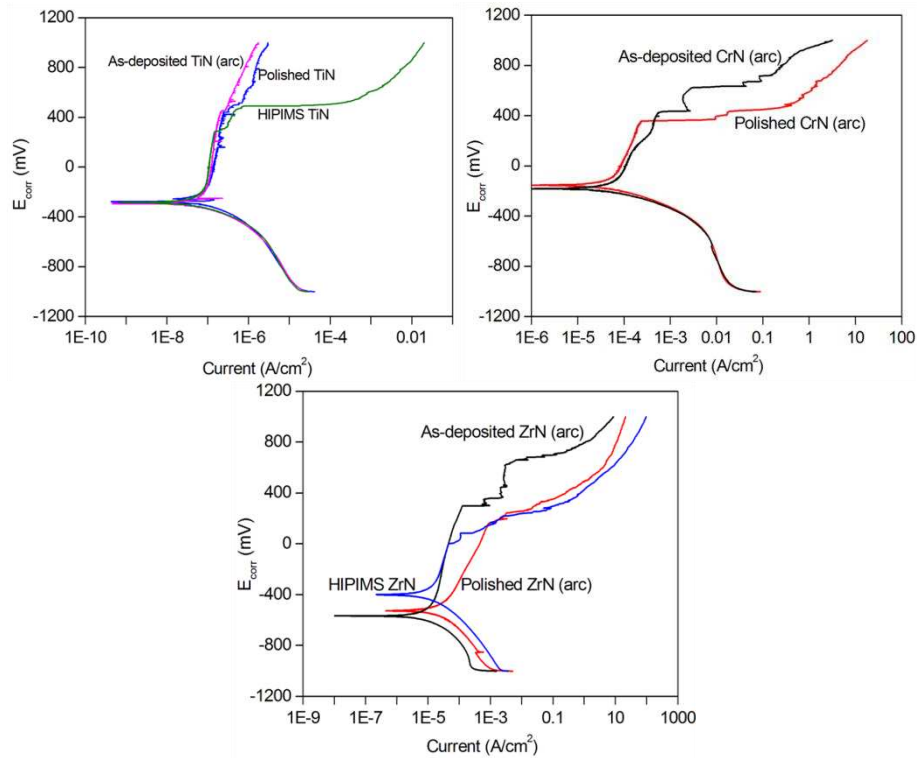 1200
800
400
0
-400
-800
-1200
E_corr (mV)
As-deposited TiN (arc)
Polished TiN
HIPIMS TiN
1E-10
1E-8
1E-6
1E-4
0.01
Current (A/cm²)
1200
800
400
0
-400
-800
-1200
E_corr (mV)
As-deposited CrN (arc)
Polished CrN (arc)
1E-6
1E-5
1E-4
1E-3
0.01
0.1
1
10
100
Current (A/cm²)
1200
800
400
0
-400
-800
-1200
E_corr (mV)
As-deposited ZrN (arc)
HIPIMS ZrN
Polished ZrN (arc)
1E-9
1E-7
1E-5
1E-3
0.1
10
1000
Current (A/cm²)